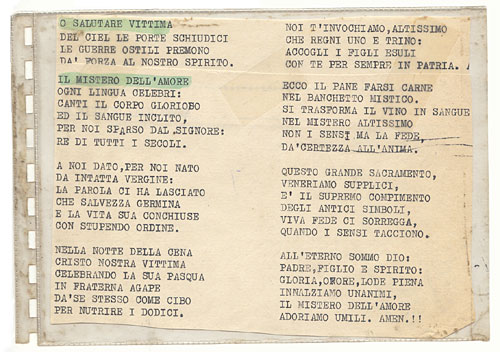 O SALUTARE VITTIMA
DEL CIEL LE PORTE SCHIUDICI
LE GUERRE OSTILI PREMONO
DA' FORZA AL NOSTRO SPIRITO.
IL MISTERO DELL'AMORE
OGNI LINGUA CELEBRI:
CANTI IL CORPO GLORIOBO
ED IL SANGUE INCLITO,
PER NOI SPARSO DAL SIGNORE:
RE DI TUTTI I SECOLI.
A NOI DATO,PER NOI NATO
DA INTATTA VERGINE:
LA PAROLA CI HA LASCIATO
CHE SALVEZZA GERMINA
E LA VITA SUA CONCHIUSE
CON STUPENDO ORDINE.
NELLA NOTTE DELLA CENA
CRISTO NOSTRA VITTIMA
CELEBRANDO LA SUA PASQUA
IN FRATERNA AGAPE
DA'SE STESSO COME CIBO
PER NUTRIRE I DODICI.
NOI T'INVOCHIAMO,ALTISSIMO
CHE REGNI UNO E TRINO:
ACCOGLI I FIGLI ESULI
CON TE PER SEMPRE IN PATRIA. A
ECCO IL PANE FARSI CARNE
NEL BANCHETTO MISTICO.
SI TRASFORMA IL VINO IN SANGUE
NEL MISTERO ALTISSIMO
NON I SENSI MA LA FEDE,
DA'CERTEZZA ALL'ANIMA.
QUESTO GRANDE SACRAMENTO,
VENERIAMO SUPPLICI,
E' IL SUPREMO COMPIMENTO
DEGLI ANTICI SIMBOLI,
VIVA FEDE CI SORREGGA,
QUANDO I SENSI TACCIONO.
ALL'ETERNO SOMMO DIO:
PADRE,FIGLIO E SPIRITO:
GLORIA,ONORE,LODE PIENA
INNALZIAMO UNANIMI,
IL MISTERO DELL'AMORE
ADORIAMO UMILI. AMEN.!!